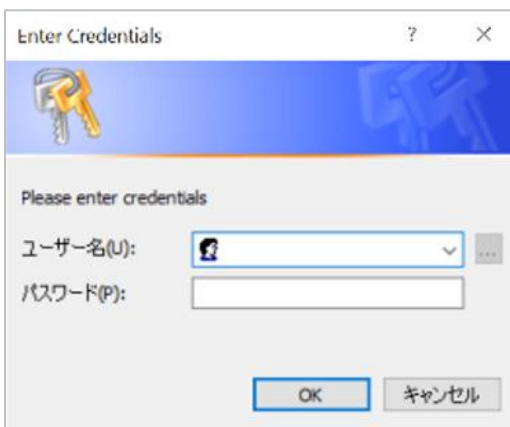 Enter Credentials ? ×
Please enter credentials
ユーザー名(U): ...
パスワード(P):
OK キャンセル